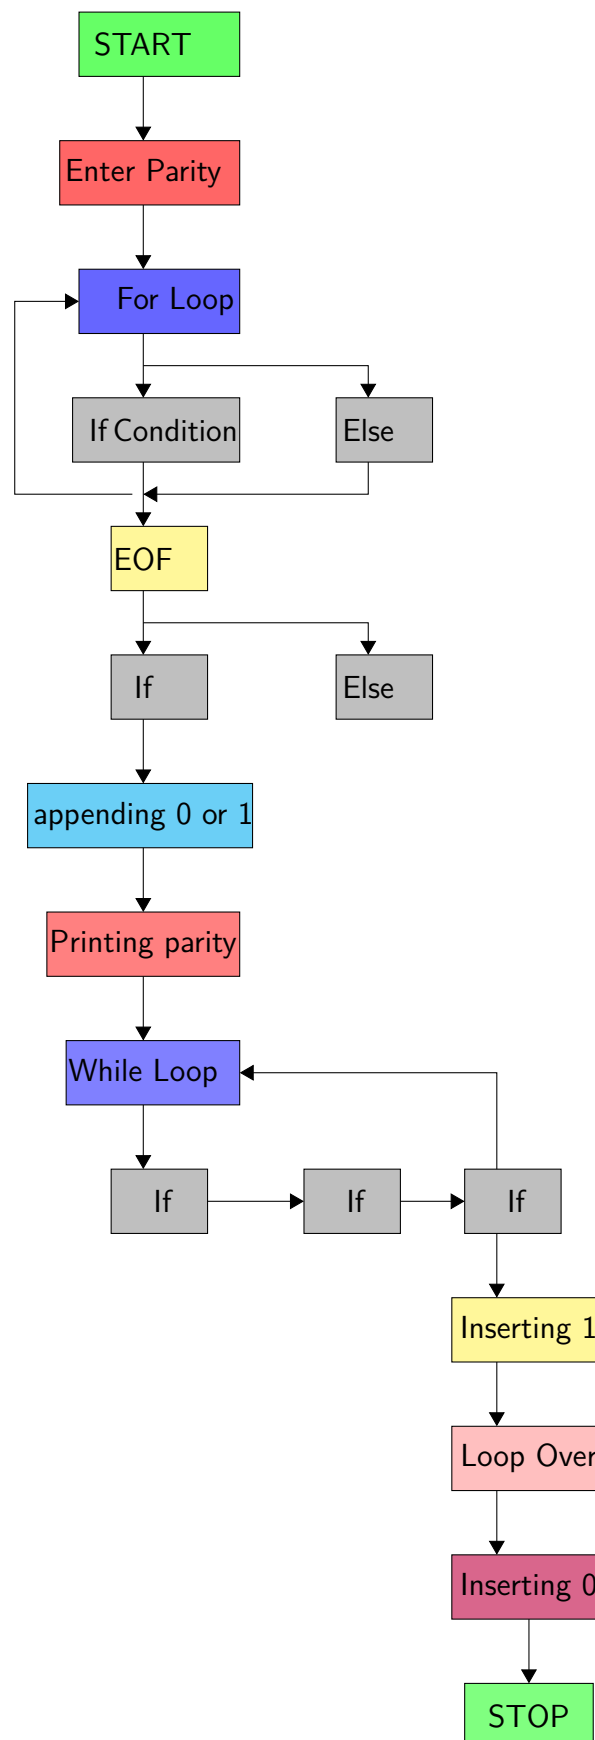 START
Enter Parity
For Loop
If Condition
Else
EOF
If
Else
appending 0 or 1
Printing parity
While Loop
If
If
If
Inserting 1
Loop Over
Inserting 0
STOP